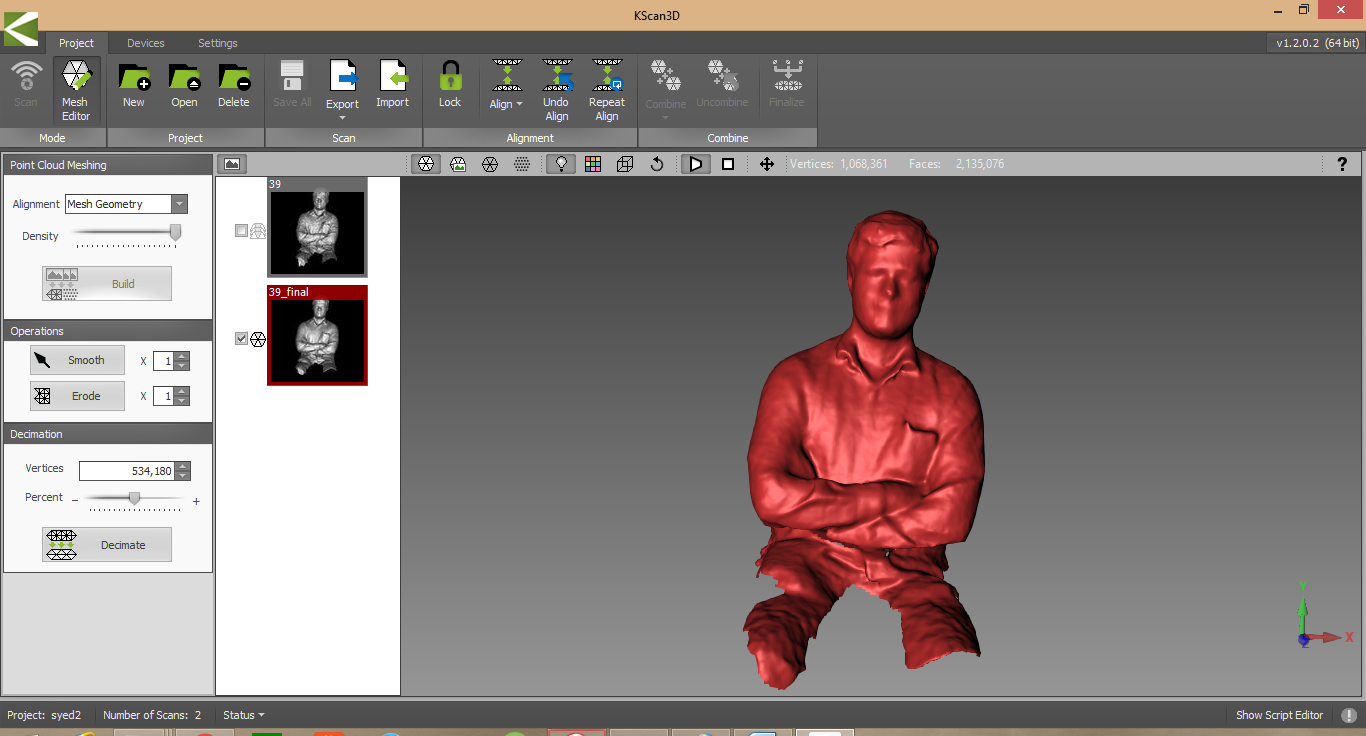 KScan3D
Project Devices Settings v1.2.0.2 (64 bit)
Scan Mesh Editor New Open Delete Save All Export Import Lock Align Undo Align Repeat Align Combine Uncombine Finalize
Mode Project Scan Alignment Combine
Point Cloud Meshing
Vertices: 1,068,361 Faces: 2,135,076 ?
Alignment Mesh Geometry
Density
Build
Operations
Smooth X 1
Erode X 1
Decimation
Vertices 534,180
Percent - +
Decimate
39
39_final
Y
X
Z
Project: syed2 Number of Scans: 2 Status Show Script Editor